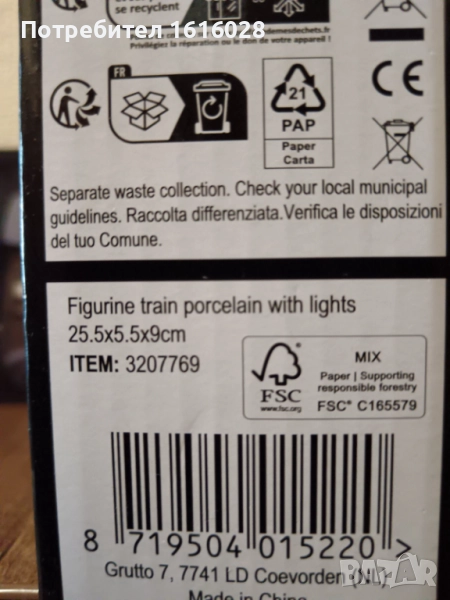 se recyclent
Потребител 1616028
Privilégiez la réparation ou le don de votre appareil !
FR
21
PAP
Paper
Carta
CE
Separate waste collection. Check your local municipal
guidelines. Raccolta differenziata.Verifica le disposizioni
del tuo Comune.
Figurine train porcelain with lights
25.5x5.5x9cm
ITEM: 3207769
FSC
www.fsc.org
MIX
Paper | Supporting
responsible forestry
FSC® C165579
8 719504 015220 >
Grutto 7, 7741 LD Coevorden (NL)
Made in China
BAZAR